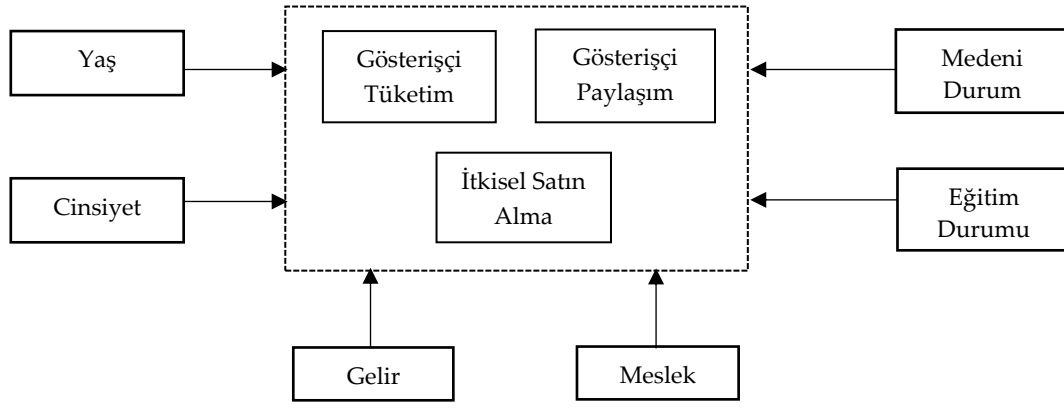 Yaş
Gösterişçi
Tüketim
Gösterişçi
Paylaşım
Medeni
Durum
Cinsiyet
İtkisel Satın
Alma
Eğitim
Durumu
Gelir
Meslek